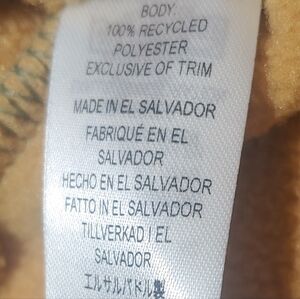 BODY:
100% RECYCLED
POLYESTER
EXCLUSIVE OF TRIM
MADE IN EL SALVADOR
FABRIQUÉ EN EL
SALVADOR
HECHO EN EL SALVADOR
FATTO IN EL SALVADOR
TILLVERKAD I EL
SALVADOR
エルサルバドル製